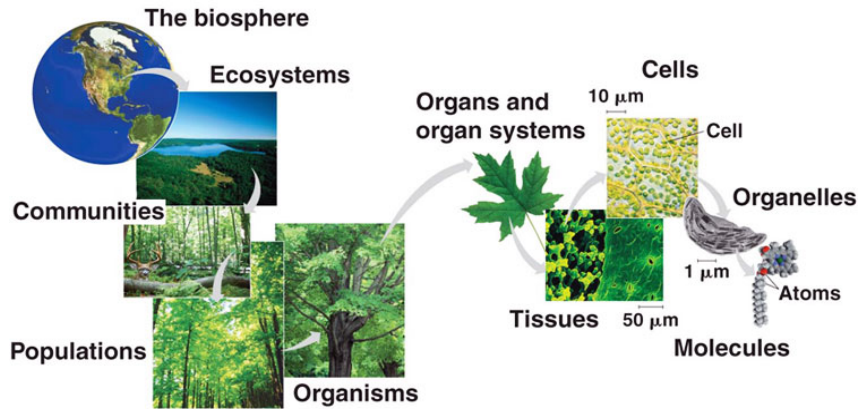 The biosphere
Ecosystems
Communities
Populations
Organisms
Organs and
organ systems
Tissues
50 μm
Cells
10 μm
Cell
Organelles
1 μm
Atoms
Molecules